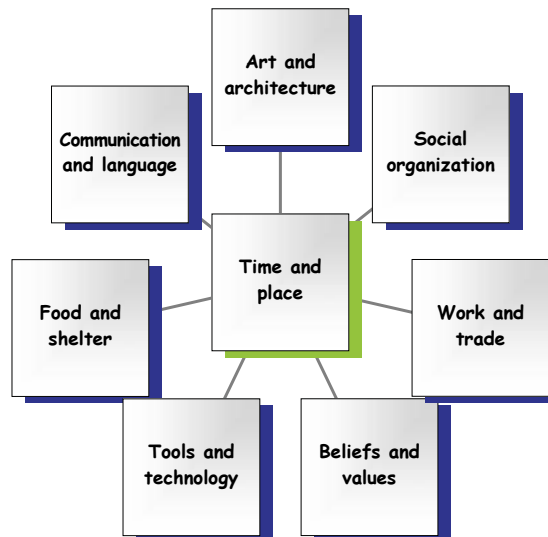 Art and
architecture
Communication
and language
Social
organization
Time and
place
Food and
shelter
Work and
trade
Tools and
technology
Beliefs and
values